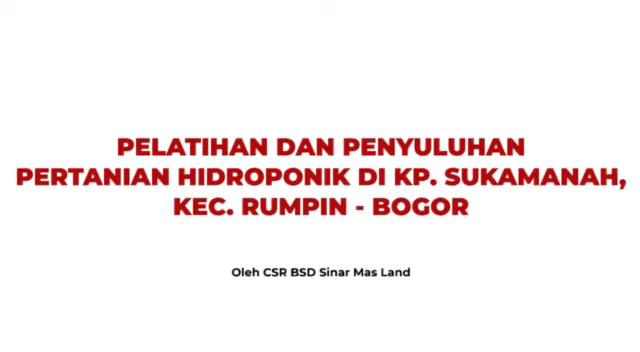 PELATIHAN DAN PENYULUHAN
PERTANIAN HIDROPONIK DI KP. SUKAMANAH,
KEC. RUMPIN - BOGOR
Oleh CSR BSD Sinar Mas Land